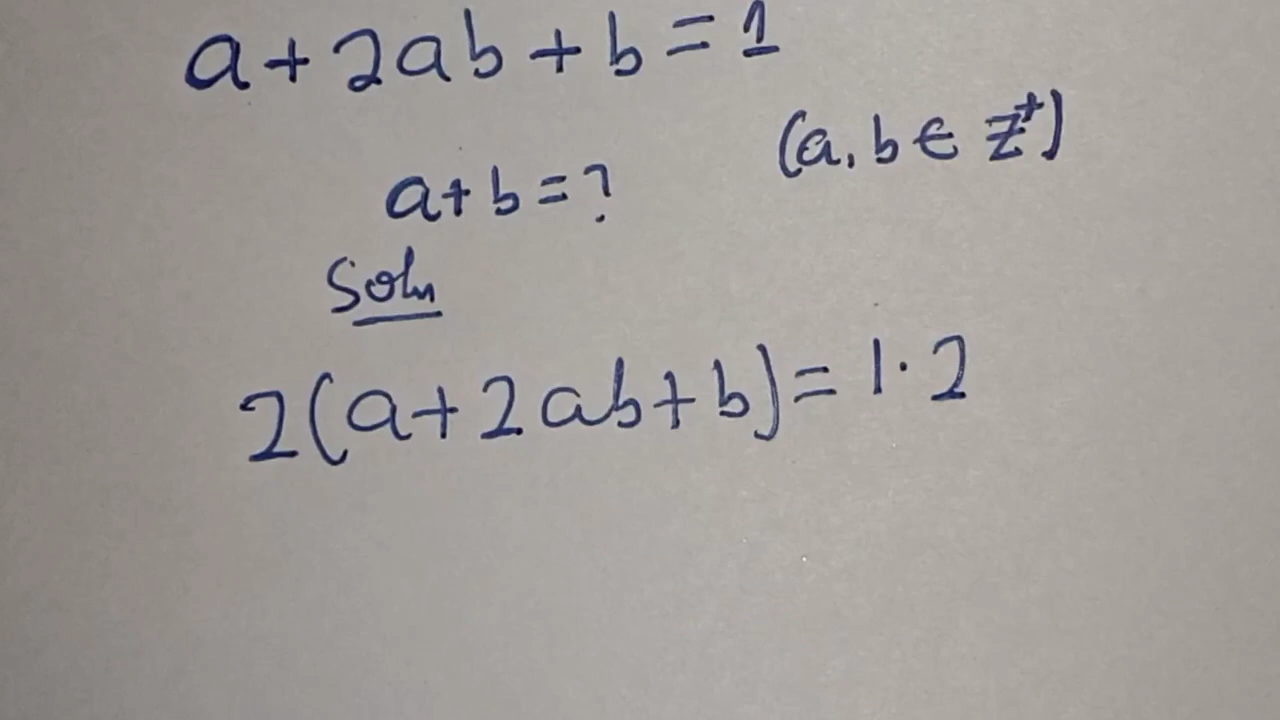 a+2ab+b=1
(a, b ∈ Z⁺)
a+b=?
Soln
2(a+2ab+b)=1·2